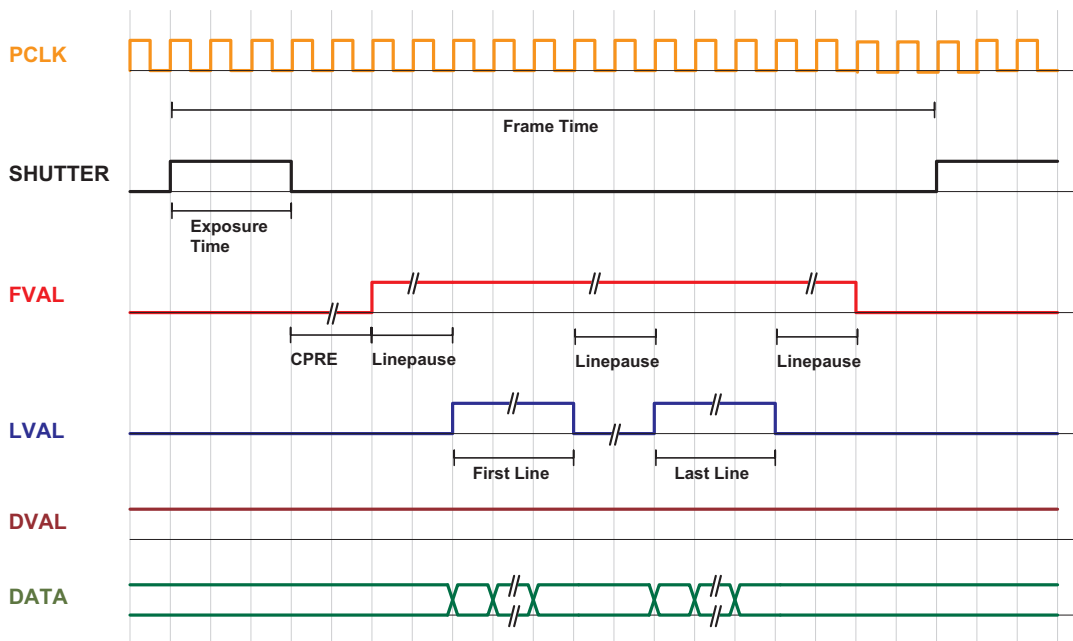 PCLK
Frame Time
SHUTTER
Exposure
Time
FVAL
CPRE
Linepause
Linepause
Linepause
LVAL
First Line
Last Line
DVAL
DATA